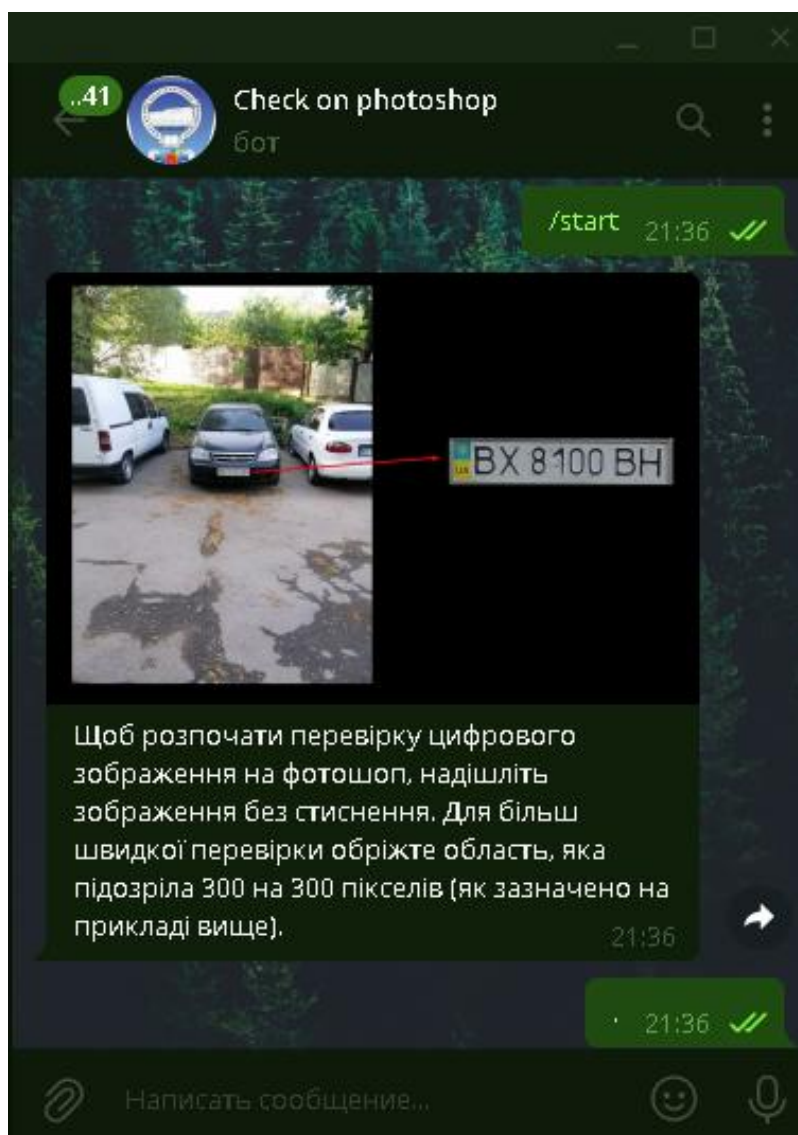 ..41
Check on photoshop
бот
/start 21:36
UA
BX 8100 BH
Щоб розпочати перевірку цифрового
зображення на фотошоп, надішліть
зображення без стиснення. Для більш
швидкої перевірки обріжте область, яка
підозріла 300 на 300 пікселів (як зазначено на
прикладі вище).
21:36
. 21:36
Написать сообщение...